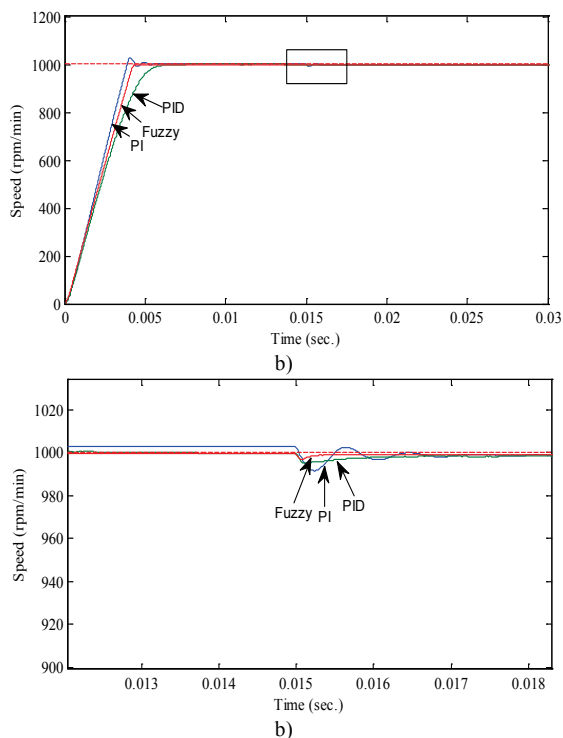 1200
1000
800
600
400
200
0
Speed (rpm/min)
PID
Fuzzy
PI
0 0.005 0.01 0.015 0.02 0.025 0.03
Time (sec.)
b)
1020
1000
980
960
940
920
900
Speed (rpm/min)
Fuzzy PI PID
0.013 0.014 0.015 0.016 0.017 0.018
Time (sec.)
b)